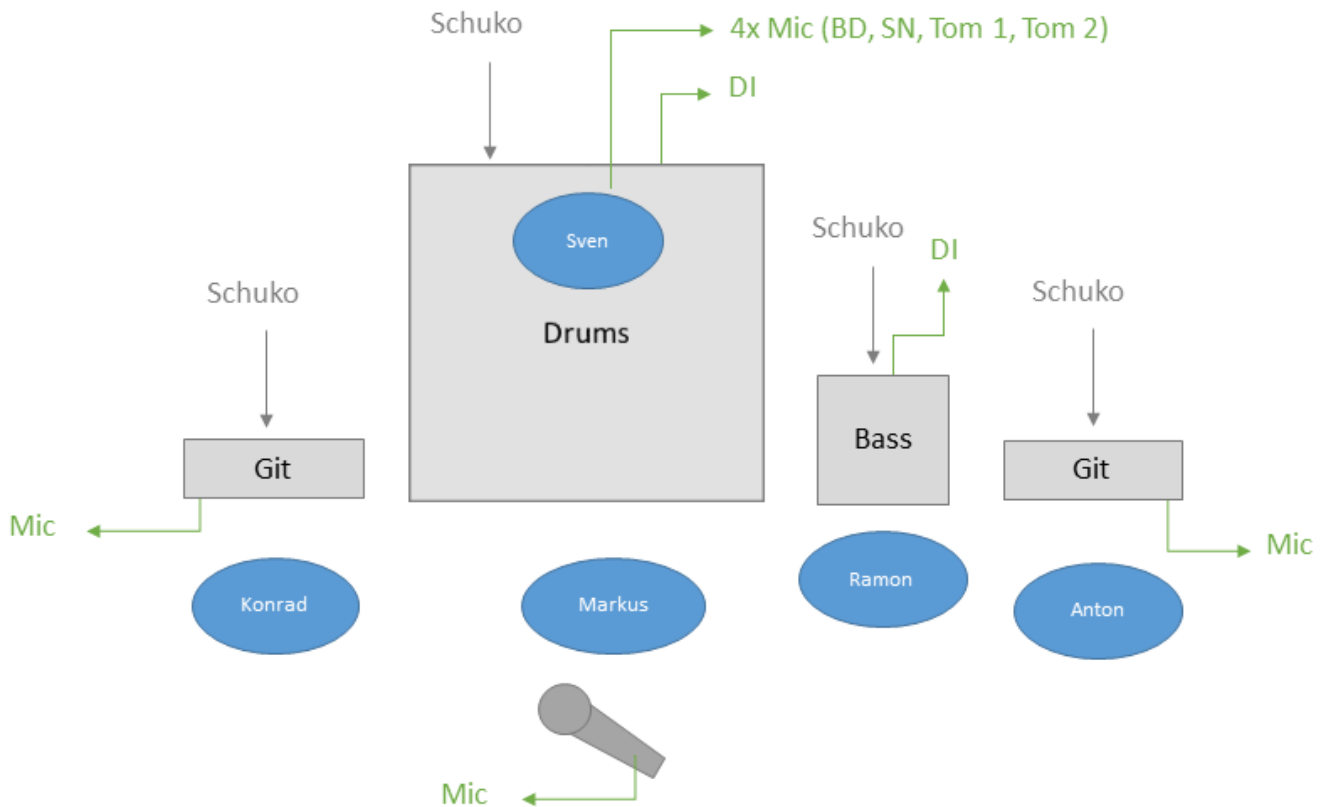 Schuko
4x Mic (BD, SN, Tom 1, Tom 2)
DI
Sven
Drums
Schuko
DI
Schuko
Schuko
Bass
Git
Git
Mic
Mic
Konrad
Markus
Ramon
Anton
Mic